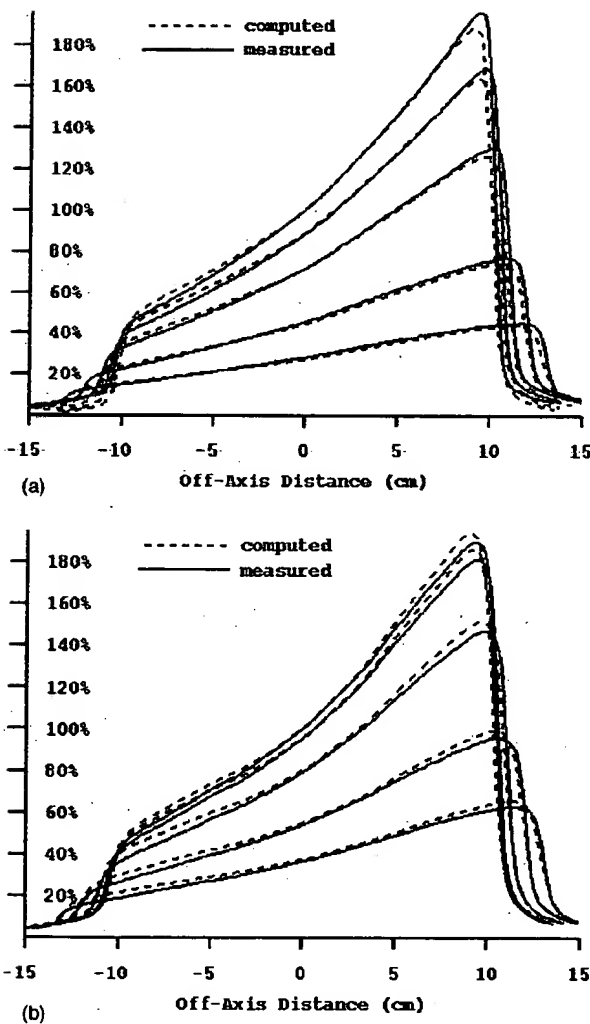 computed
measured
180%
160%
140%
120%
100%
80%
60%
40%
20%
-15 -10 -5 0 5 10 15
Off-Axis Distance (cm)
(a)
computed
measured
180%
160%
140%
120%
100%
80%
60%
40%
20%
-15 -10 -5 0 5 10 15
Off-Axis Distance (cm)
(b)